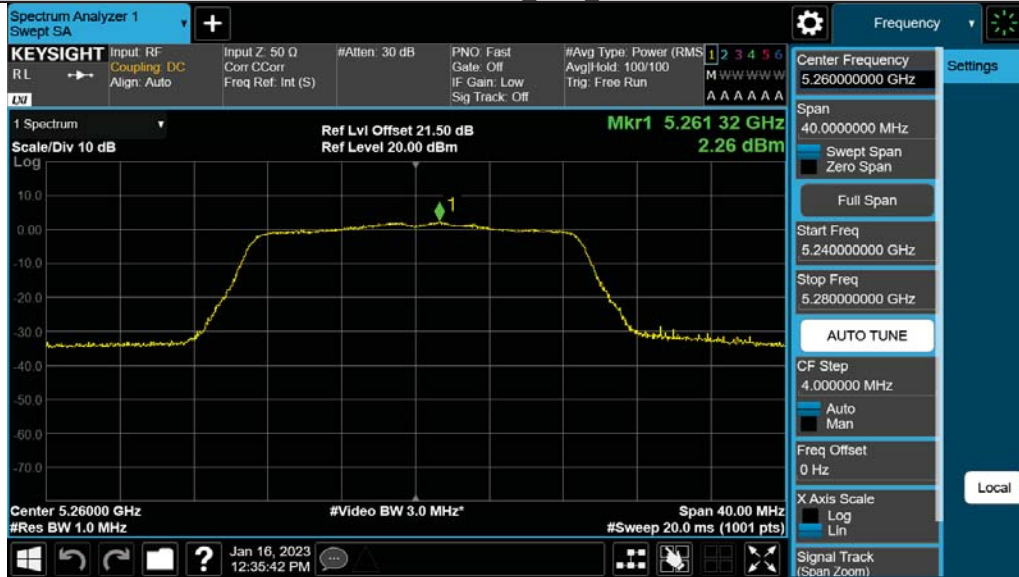 Spectrum Analyzer 1
Swept SA
+
Frequency
KEYSIGHT
RL
LXI
Input: RF
Coupling: DC
Align: Auto
Input Z: 50 Ω
Corr CCorr
Freq Ref: Int (S)
#Atten: 30 dB
PNO: Fast
Gate: Off
IF Gain: Low
Sig Track: Off
#Avg Type: Power (RMS
Avg|Hold: 100/100
Trig: Free Run
1 2 3 4 5 6
M W W W W W
A A A A A A
1 Spectrum
Scale/Div 10 dB
Log
Ref Lvl Offset 21.50 dB
Ref Level 20.00 dBm
Mkr1 5.261 32 GHz
2.26 dBm
1
10.0
0.00
-10.0
-20.0
-30.0
-40.0
-50.0
-60.0
-70.0
Center 5.26000 GHz
#Res BW 1.0 MHz
#Video BW 3.0 MHz*
Span 40.00 MHz
#Sweep 20.0 ms (1001 pts)
?
Jan 16, 2023
12:35:42 PM
Center Frequency
5.260000000 GHz
Span
40.0000000 MHz
Swept Span
Zero Span
Full Span
Start Freq
5.240000000 GHz
Stop Freq
5.280000000 GHz
AUTO TUNE
CF Step
4.000000 MHz
Auto
Man
Freq Offset
0 Hz
X Axis Scale
Log
Lin
Signal Track
(Span Zoom)
Settings
Local